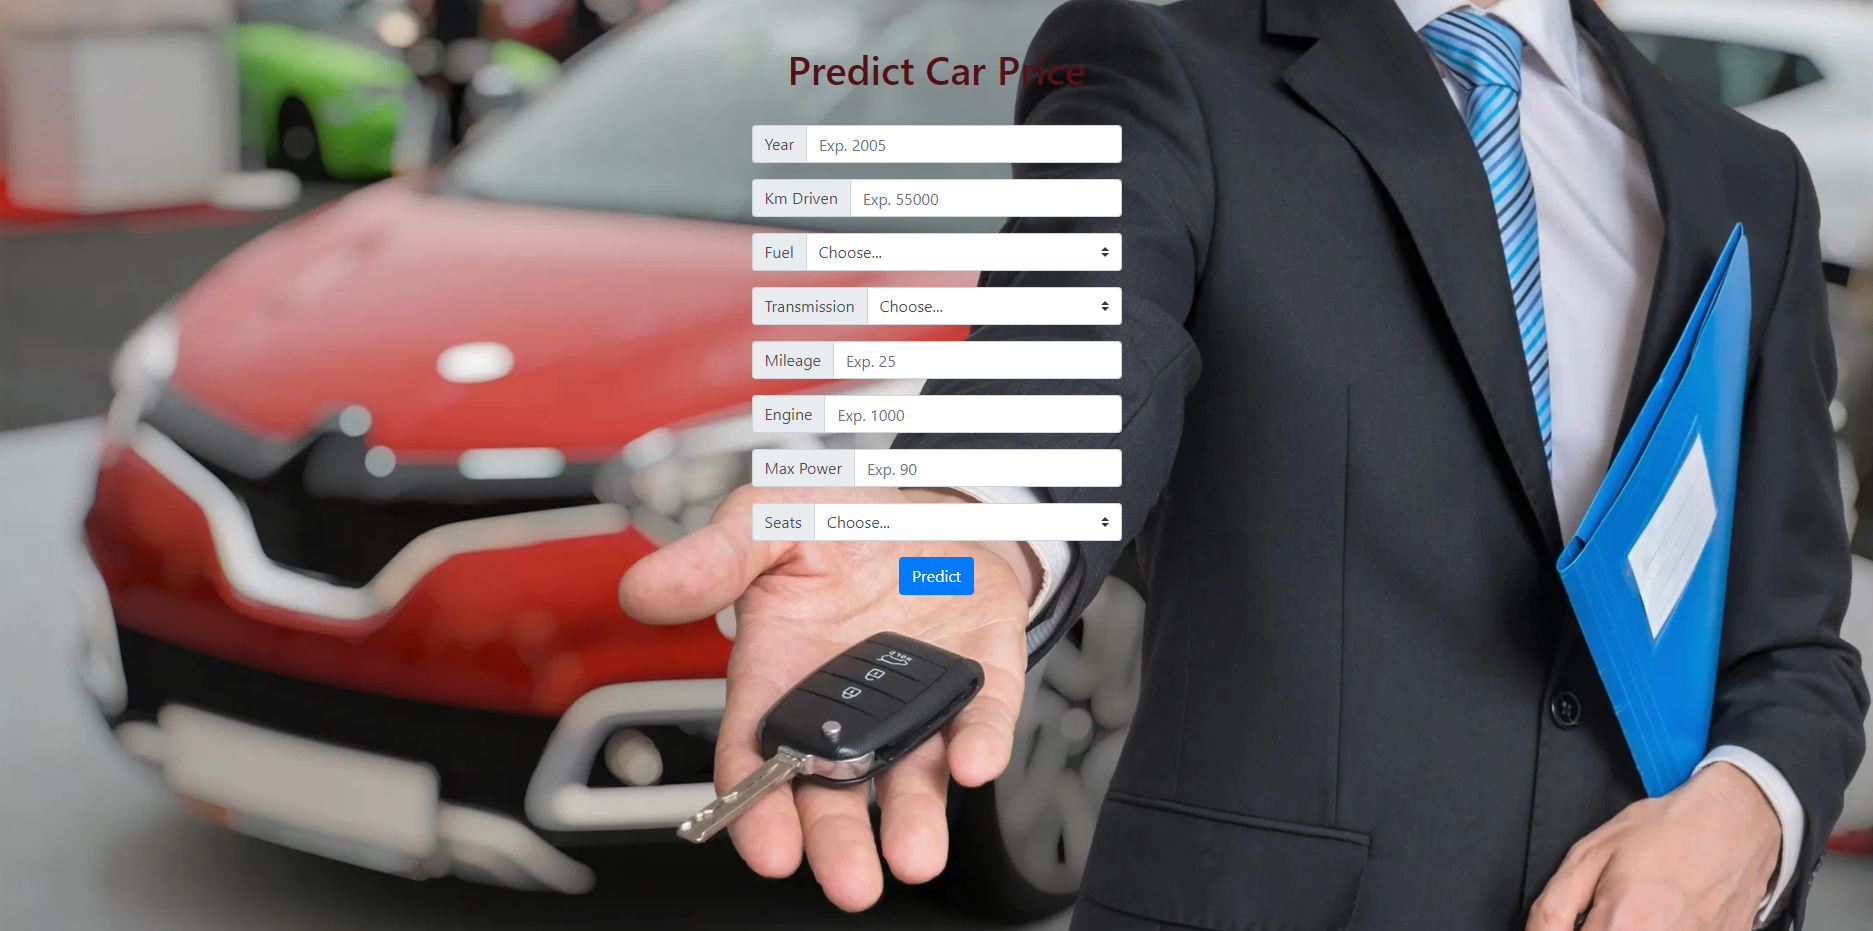 Predict Car Price
Year Exp. 2005
Km Driven Exp. 55000
Fuel Choose...
Transmission Choose...
Mileage Exp. 25
Engine Exp. 1000
Max Power Exp. 90
Seats Choose...
Predict
HOLD